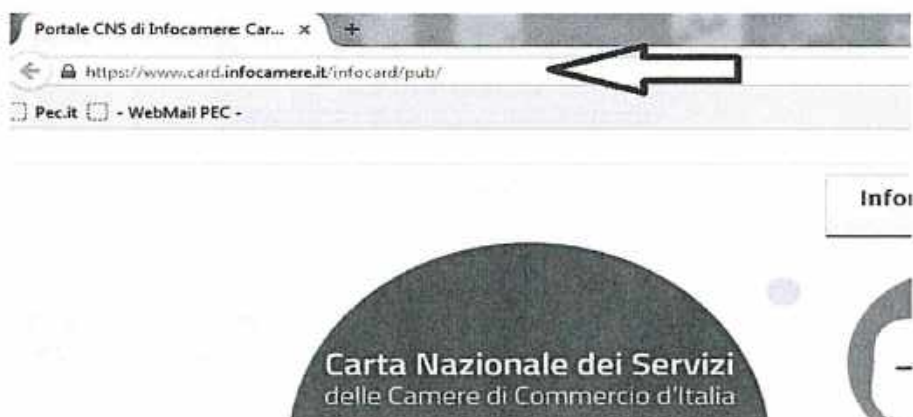 Portale CNS di Infocamere: Car... × +
https://www.card.infocamere.it/infocard/pub/
Pec.it - WebMail PEC -
Infor
Carta Nazionale dei Servizi
delle Camere di Commercio d'Italia